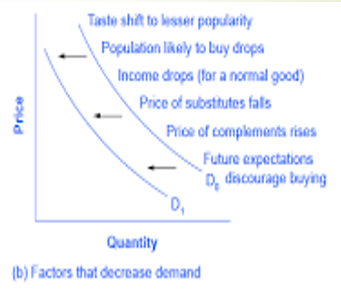 Taste shift to lesser popularity
Population likely to buy drops
Income drops (for a normal good)
Price of substitutes falls
Price of complements rises
Future expectations
D₀ discourage buying
D₁
Price
Quantity
(b) Factors that decrease demand